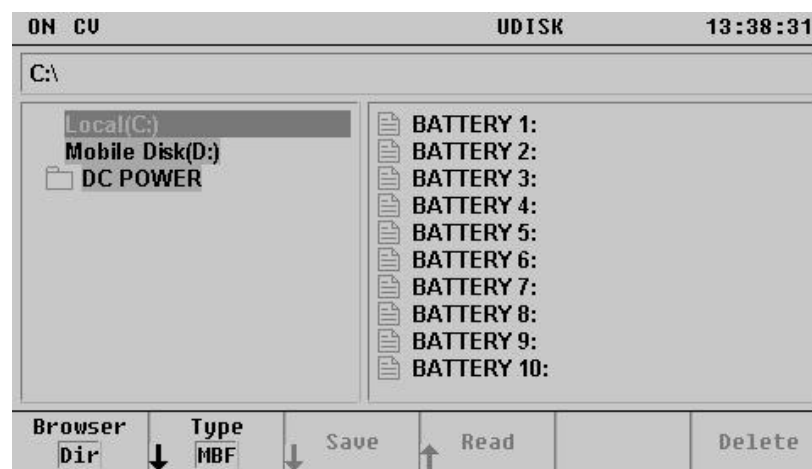 ON CV UDISK 13:38:31
C:\
Local(C:)
Mobile Disk(D:)
DC POWER
BATTERY 1:
BATTERY 2:
BATTERY 3:
BATTERY 4:
BATTERY 5:
BATTERY 6:
BATTERY 7:
BATTERY 8:
BATTERY 9:
BATTERY 10:
Browser Type Save Read Delete
Dir MBF